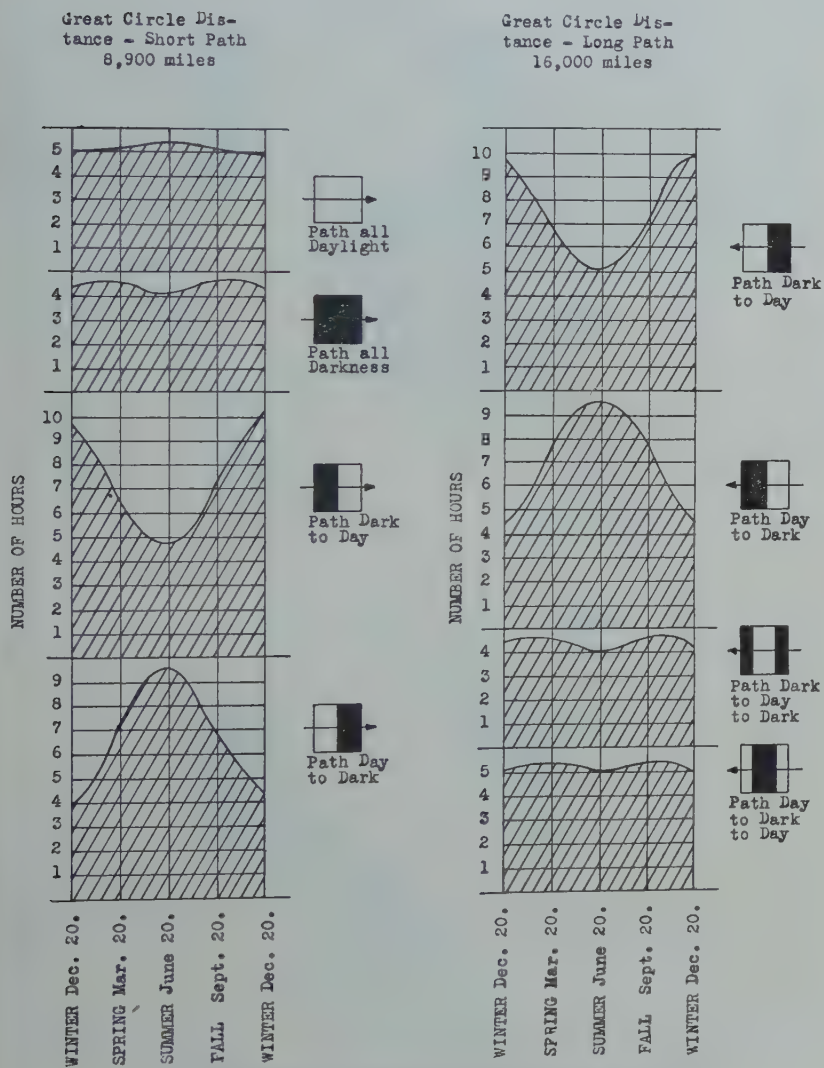 Great Circle Dis-
tance - Short Path
8,900 miles
5
4
3
2
1
Path all
Daylight
4
3
2
1
Path all
Darkness
10
9
8
7
6
5
4
3
2
1
Path Dark
to Day
9
8
7
6
5
4
3
2
1
Path Day
to Dark
NUMBER OF HOURS
WINTER Dec. 20.
SPRING Mar. 20.
SUMMER June 20.
FALL Sept. 20.
WINTER Dec. 20.
Great Circle Dis-
tance - Long Path
16,000 miles
10
9
8
7
6
5
4
3
2
1
Path Dark
to Day
9
8
7
6
5
4
3
2
1
Path Day
to Dark
4
3
2
1
Path Dark
to Day
to Dark
5
4
3
2
1
Path Day
to Dark
to Day
NUMBER OF HOURS
WINTER Dec. 20.
SPRING Mar. 20.
SUMMER June 20.
FALL Sept. 20.
WINTER Dec. 20.